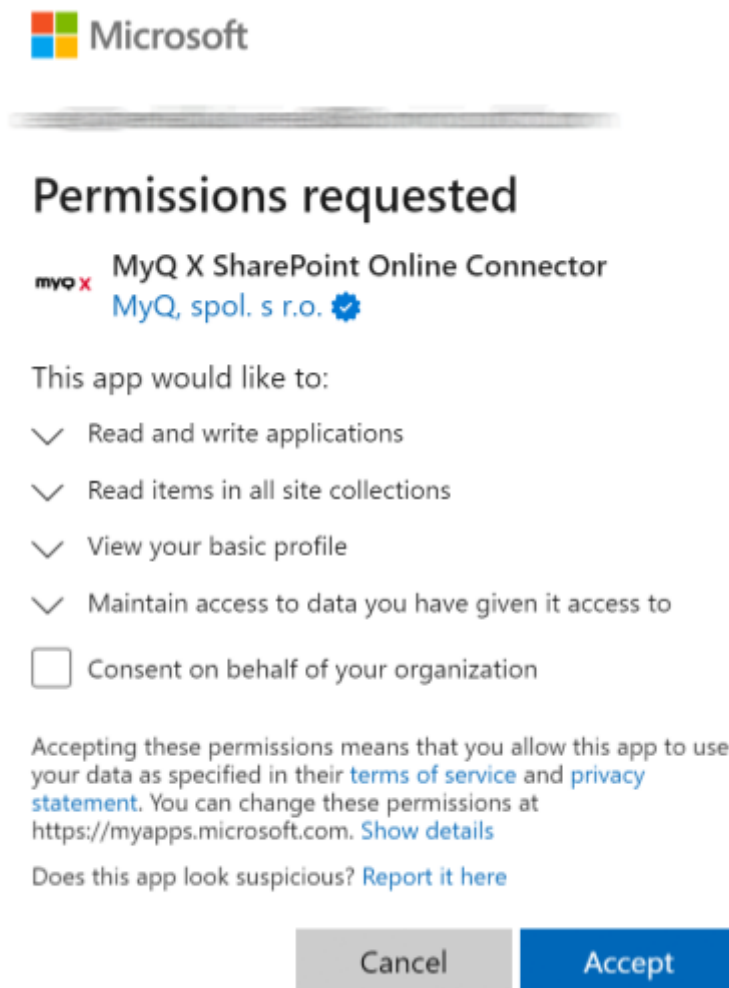 Microsoft
Permissions requested
myQ X
MyQ X SharePoint Online Connector
MyQ, spol. s r.o.
This app would like to:
Read and write applications
Read items in all site collections
View your basic profile
Maintain access to data you have given it access to
Consent on behalf of your organization
Accepting these permissions means that you allow this app to use
your data as specified in their terms of service and privacy
statement. You can change these permissions at
https://myapps.microsoft.com. Show details
Does this app look suspicious? Report it here
Cancel
Accept